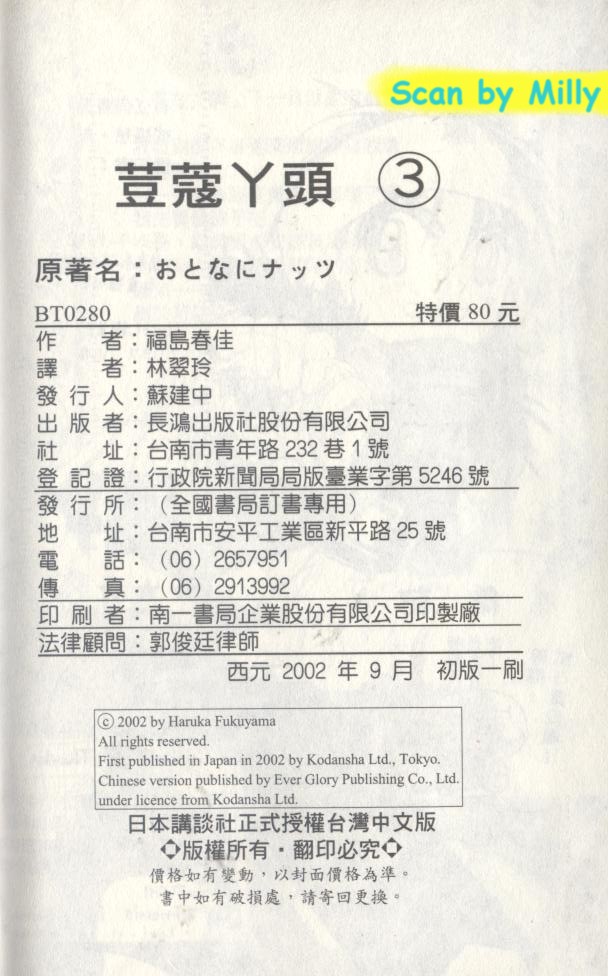 Scan by Milly
荳蔻丫頭 ③
原著名：おとなにナッツ
BT0280 特價 80 元
作者：福島春佳
譯者：林翠玲
發行人：蘇建中
出版者：長鴻出版社股份有限公司
社址：台南市青年路 232 巷 1 號
登記證：行政院新聞局局版臺業字第 5246 號
發行所：（全國書局訂書專用）
地址：台南市安平工業區新平路 25 號
電話：（06）2657951
傳真：（06）2913992
印刷者：南一書局企業股份有限公司印製廠
法律顧問：郭俊廷律師
西元 2002 年 9 月 初版一刷
ⓒ 2002 by Haruka Fukuyama
All rights reserved.
First published in Japan in 2002 by Kodansha Ltd., Tokyo.
Chinese version published by Ever Glory Publishing Co., Ltd.
under licence from Kodansha Ltd.
日本講談社正式授權台灣中文版
◇版權所有・翻印必究◇
價格如有變動，以封面價格為準。
書中如有破損處，請寄回更換。